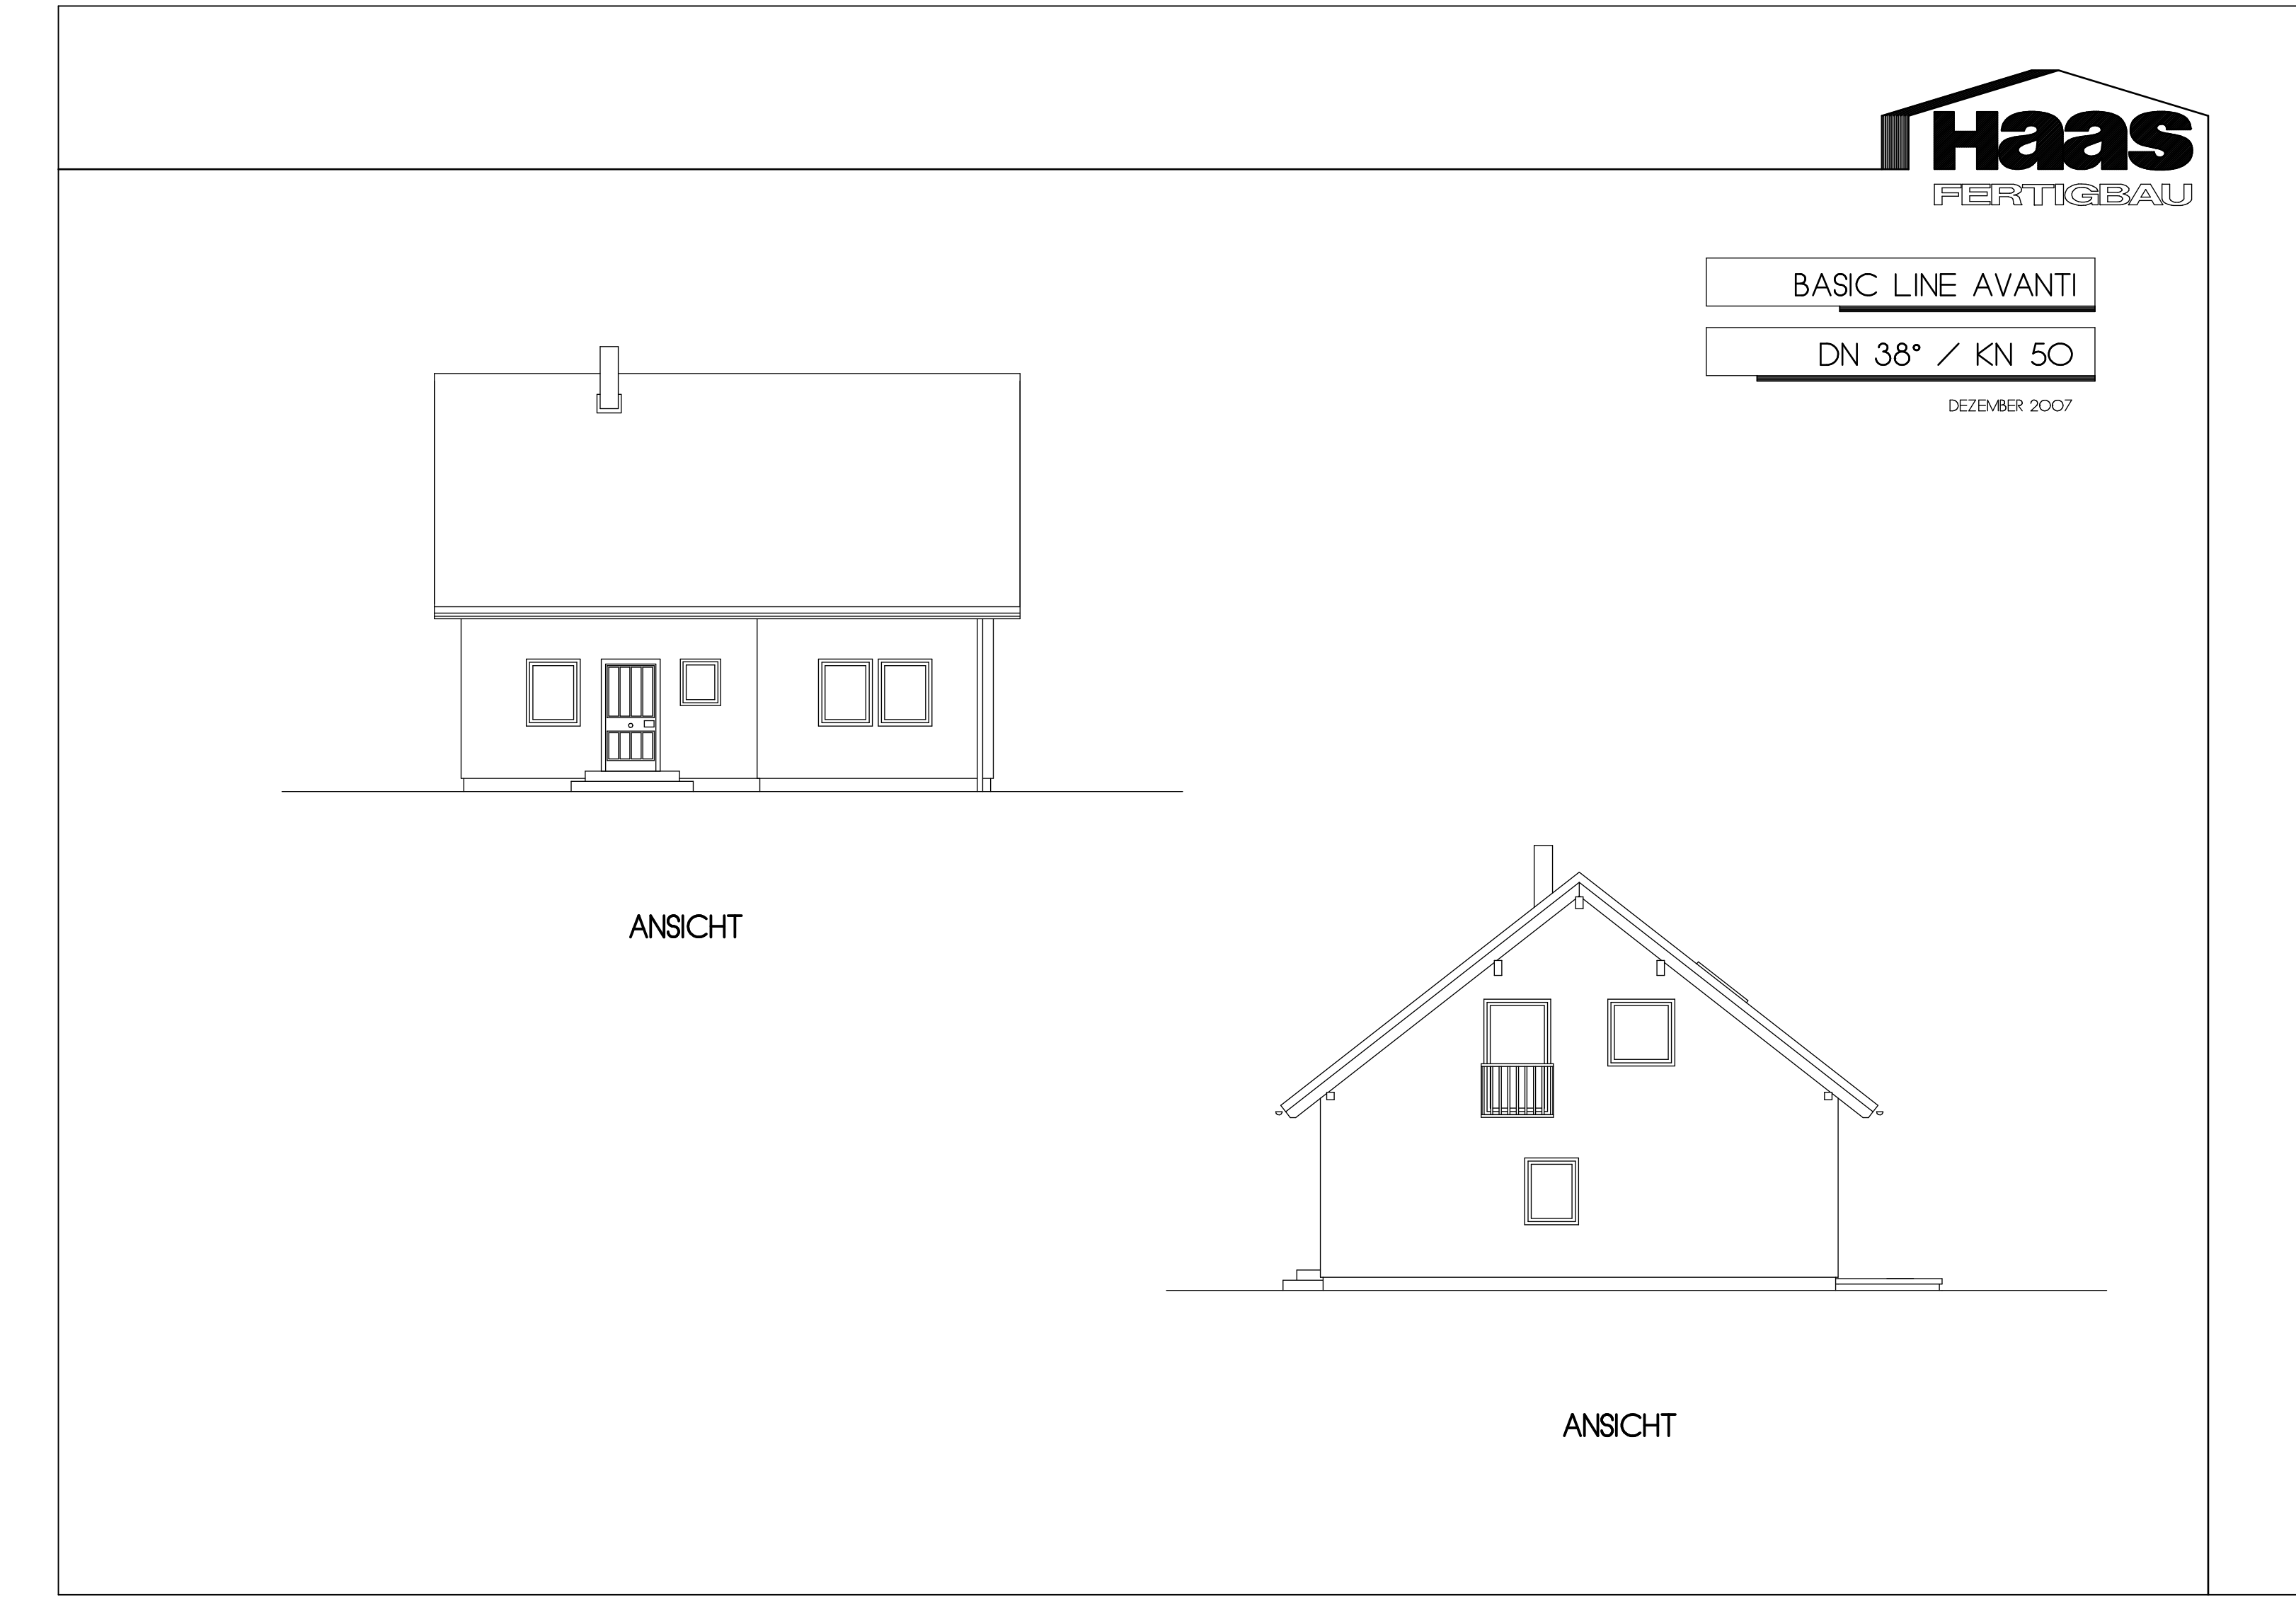 Haas
FERTIGBAU
BASIC LINE AVANTI
DN 38° / KN 50
DEZEMBER 2007
ANSICHT
ANSICHT